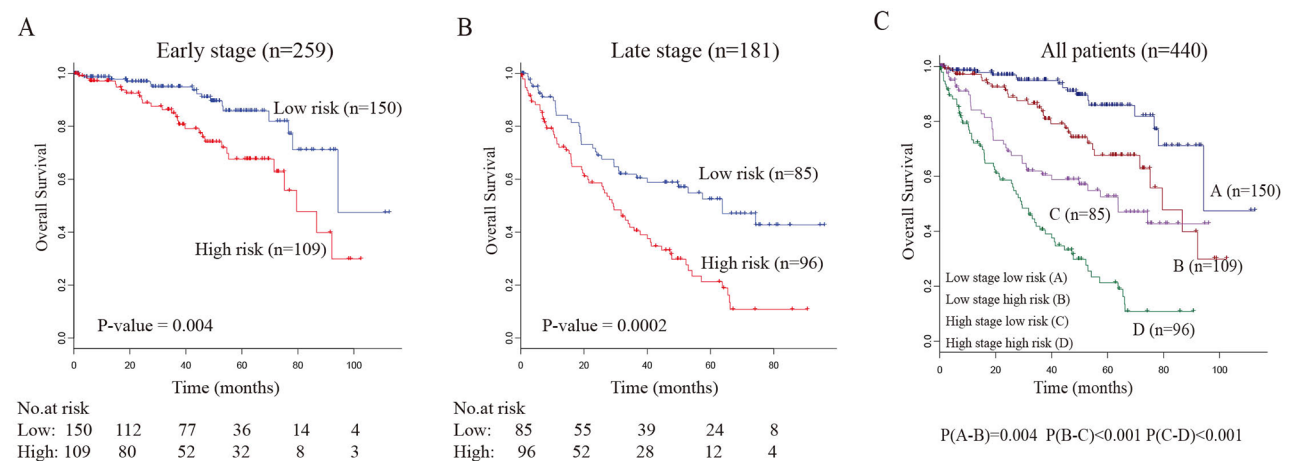 A
Early stage (n=259)
Overall Survival
1.0
0.8
0.6
0.4
0.2
0.0
Low risk (n=150)
High risk (n=109)
P-value = 0.004
0 20 40 60 80 100
Time (months)
No.at risk
Low: 150 112 77 36 14 4
High: 109 80 52 32 8 3
B
Late stage (n=181)
Overall Survival
1.0
0.8
0.6
0.4
0.2
0.0
Low risk (n=85)
High risk (n=96)
P-value = 0.0002
0 20 40 60 80 100
Time (months)
No.at risk
Low: 85 55 39 24 8
High: 96 52 28 12 4
C
All patients (n=440)
Overall Survival
1.0
0.8
0.6
0.4
0.2
0.0
A (n=150)
C (n=85)
B (n=109)
D (n=96)
Low stage low risk (A)
Low stage high risk (B)
High stage low risk (C)
High stage high risk (D)
0 20 40 60 80 100
Time (months)
P(A-B)=0.004 P(B-C)<0.001 P(C-D)<0.001